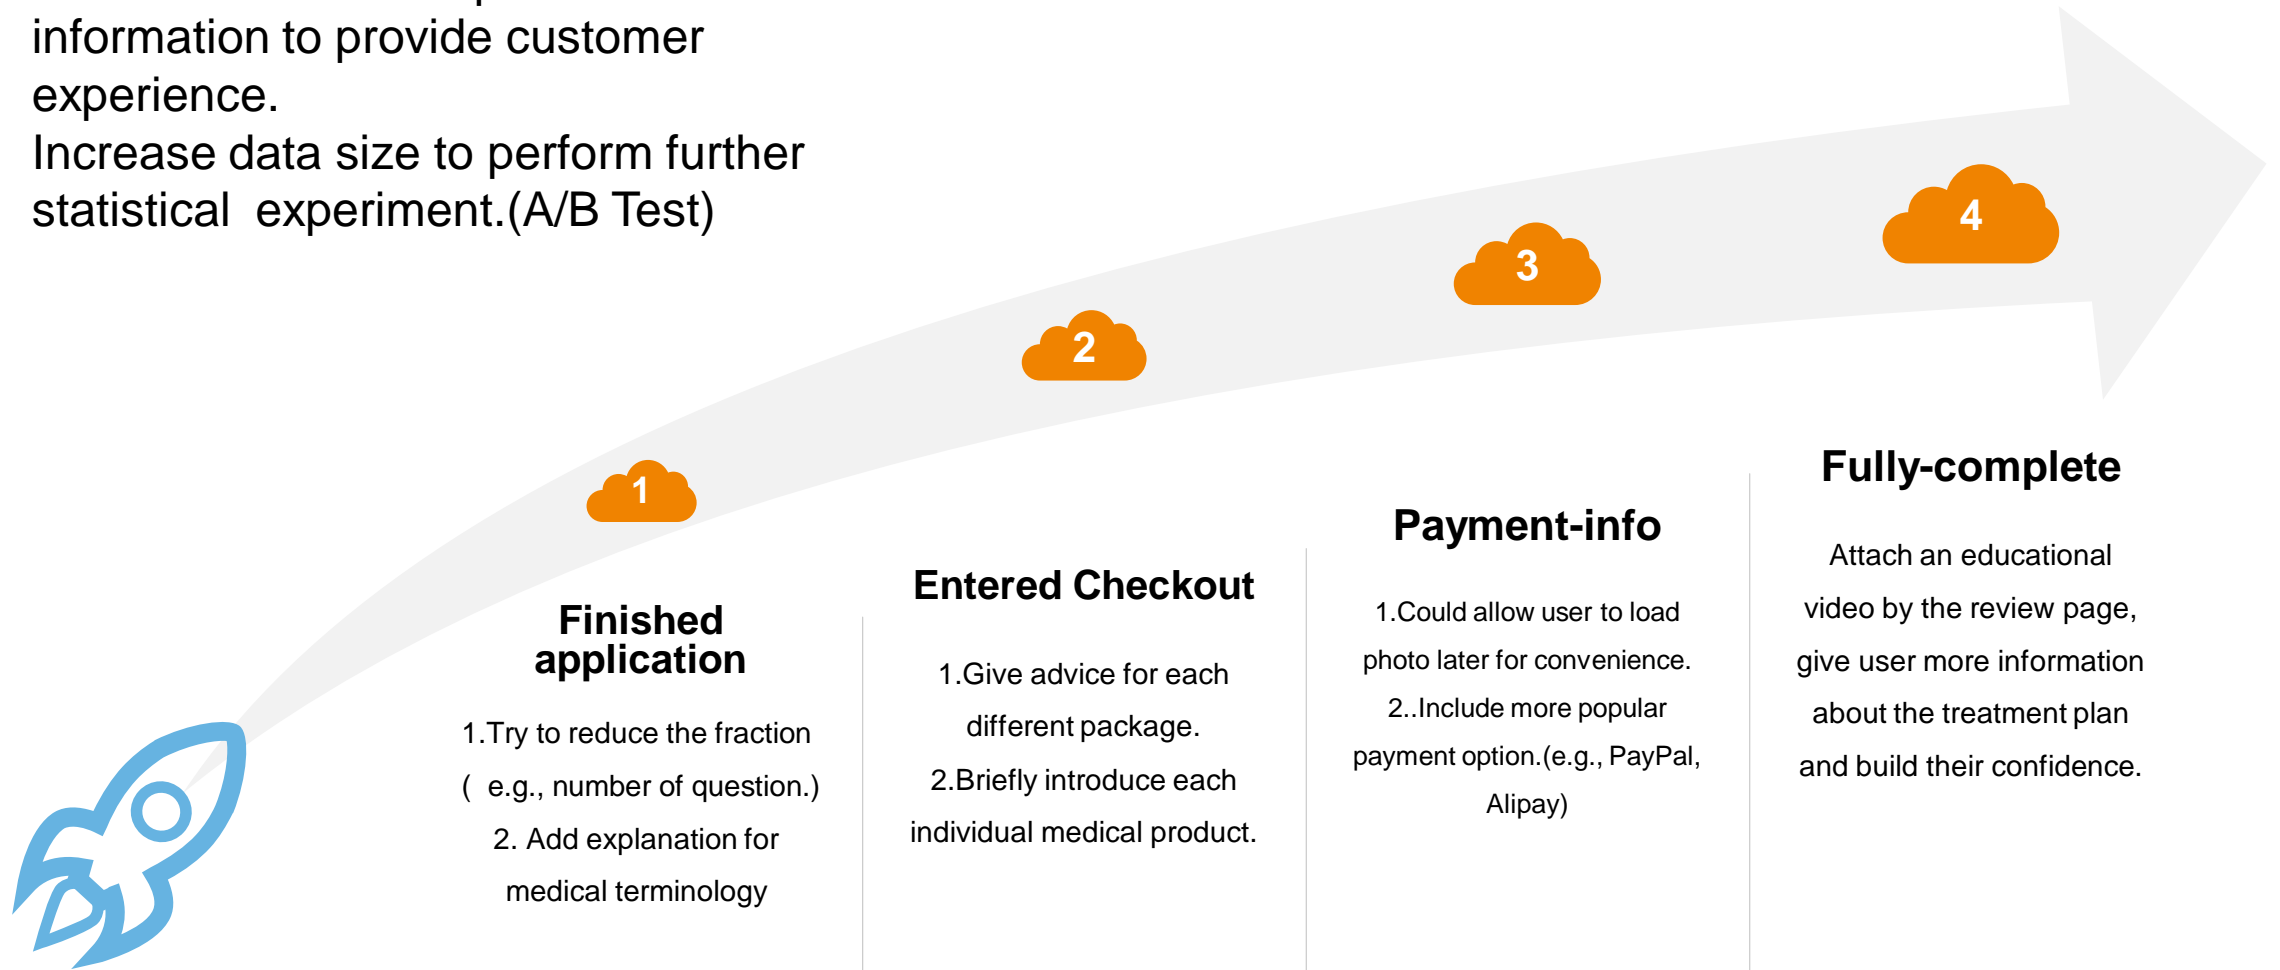 information to provide customer
experience.
Increase data size to perform further
statistical  experiment.(A/B Test)
1
2
3
4
Finished
application
1.Try to reduce the fraction
(  e.g., number of question.)
2. Add explanation for
medical terminology
Entered Checkout
1.Give advice for each
different package.
2.Briefly introduce each
individual medical product.
Payment-info
1.Could allow user to load
photo later for convenience.
2..Include more popular
payment option.(e.g., PayPal,
Alipay)
Fully-complete
Attach an educational
video by the review page,
give user more information
about the treatment plan
and build their confidence.